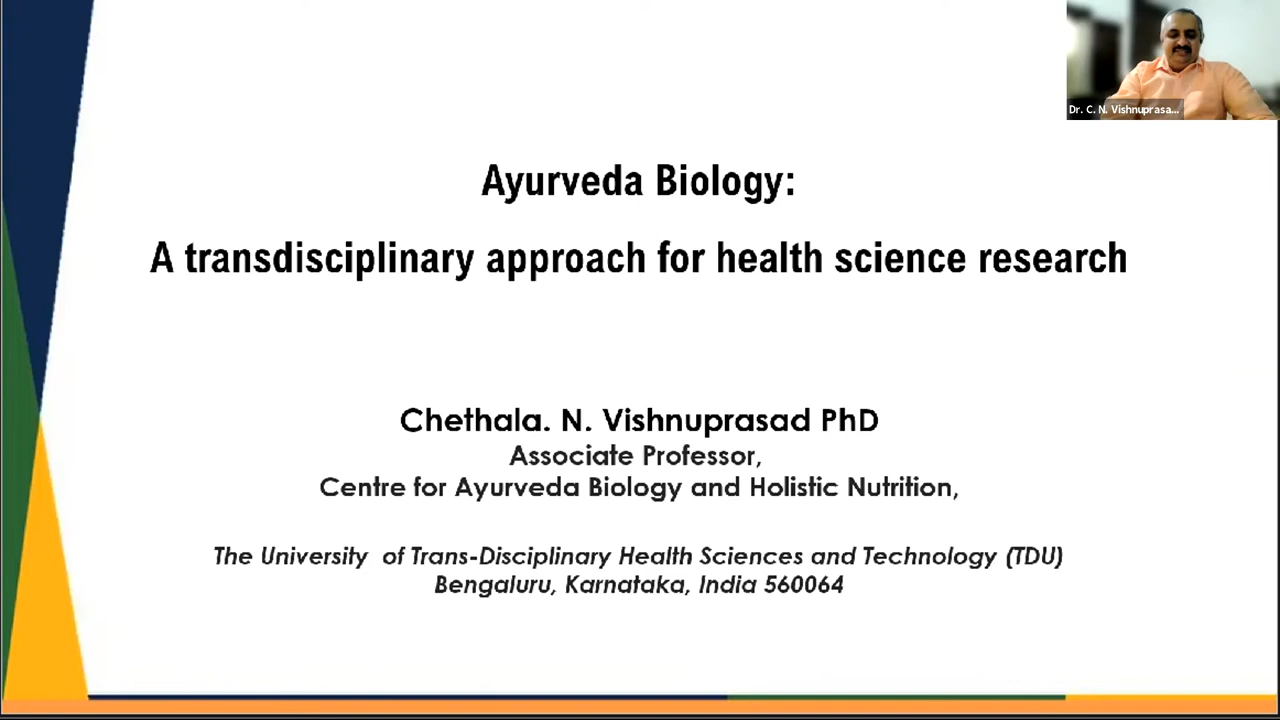 Dr. C. N. Vishnuprasa...
Ayurveda Biology:
A transdisciplinary approach for health science research
Chethala. N. Vishnuprasad PhD
Associate Professor,
Centre for Ayurveda Biology and Holistic Nutrition,
The University of Trans-Disciplinary Health Sciences and Technology (TDU)
Bengaluru, Karnataka, India 560064